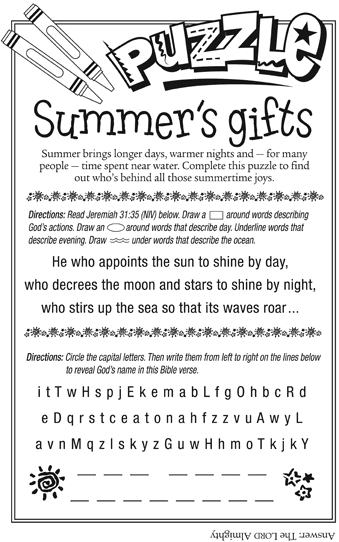 PUZZLE
Summer's gifts
Summer brings longer days, warmer nights and — for many
people — time spent near water. Complete this puzzle to find
out who's behind all those summertime joys.
Directions: Read Jeremiah 31:35 (NIV) below. Draw a around words describing
God's actions. Draw an around words that describe day. Underline words that
describe evening. Draw under words that describe the ocean.
He who appoints the sun to shine by day,
who decrees the moon and stars to shine by night,
who stirs up the sea so that its waves roar ...
Directions: Circle the capital letters. Then write them from left to right on the lines below
to reveal God's name in this Bible verse.
i t T w H s p j E k e m a b L f g O h b c R d
e D q r s t c e a t o n a h f z z v u A w y L
a v n M q z l s k y z G u w H h m o T k j k Y
Answer: The LORD Almighty